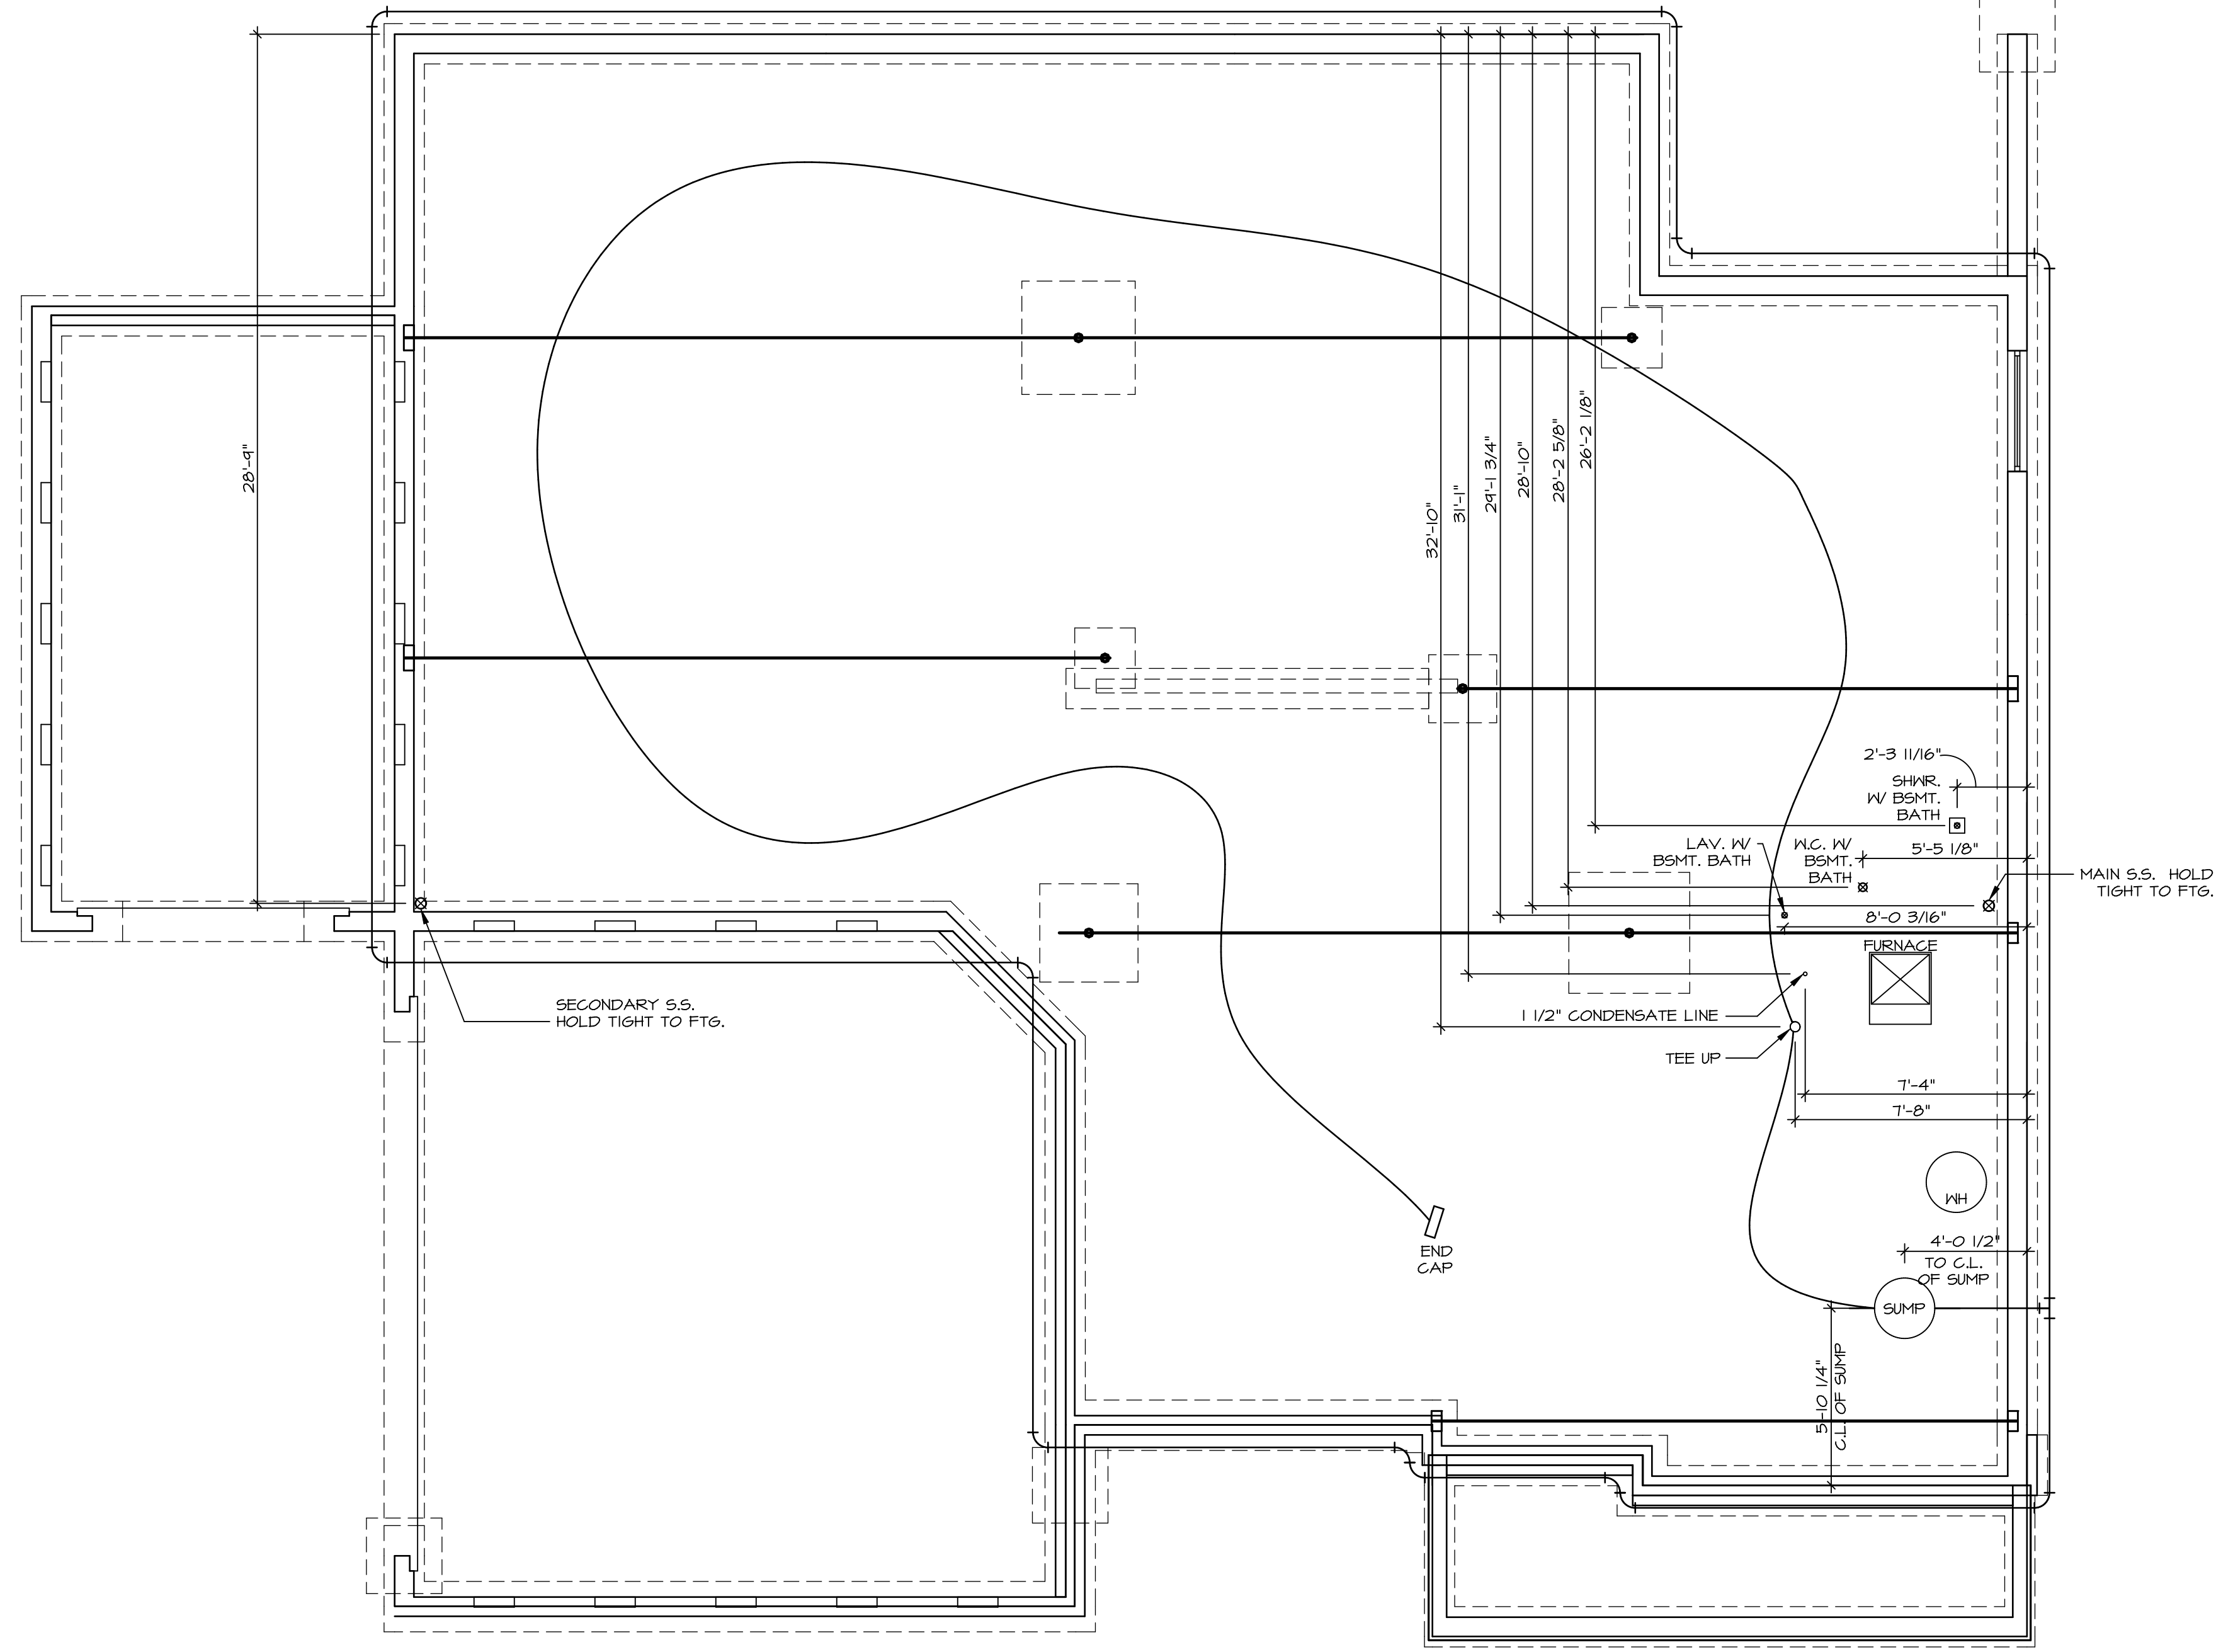 28'-9"
32'-10"
31'-1"
29'-1 3/4"
28'-10"
28'-2 5/8"
26'-2 1/8"
2'-3 11/16"
SHWR.
W/ BSMT.
BATH
LAV. W/
BSMT. BATH
W.C. W/
BSMT.
BATH
5'-5 1/8"
MAIN S.S. HOLD
TIGHT TO FTG.
8'-0 3/16"
FURNACE
SECONDARY S.S.
HOLD TIGHT TO FTG.
1 1/2" CONDENSATE LINE
TEE UP
7'-4"
7'-8"
WH
END
CAP
4'-0 1/2"
TO C.L.
OF SUMP
SUMP
5'-10 1/4"
C.L. OF SUMP